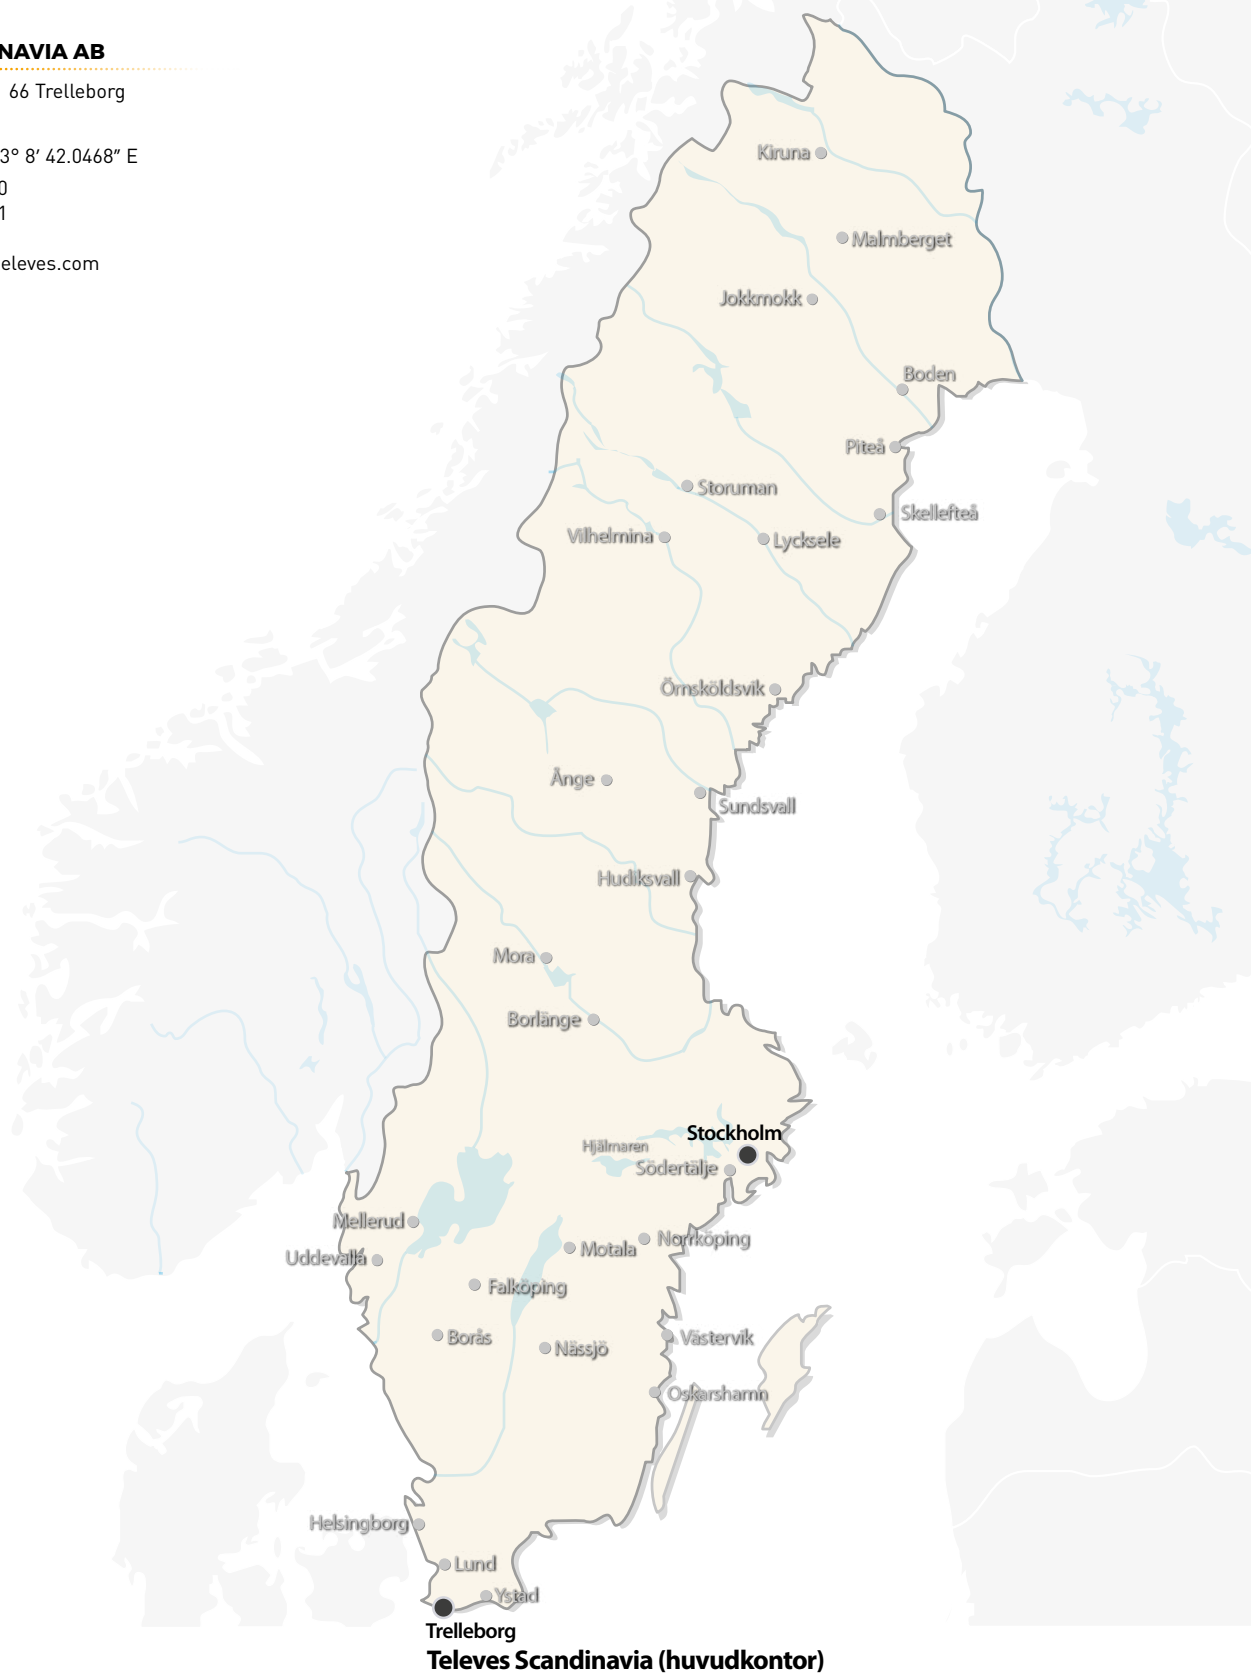 NAVIA AB
66 Trelleborg
3° 8′ 42.0468″ E
0
1
eleves.com
Kiruna
Malmberget
Jokkmokk
Boden
Piteå
Storuman
Skellefteå
Vilhelmina
Lycksele
Örnsköldsvik
Ånge
Sundsvall
Hudiksvall
Mora
Borlänge
Stockholm
Hjälmaren
Södertälje
Mellerud
Norrköping
Motala
Uddevalla
Falköping
Borås
Västervik
Nässjö
Oskarshamn
Helsingborg
Lund
Ystad
Trelleborg
Televes Scandinavia (huvudkontor)